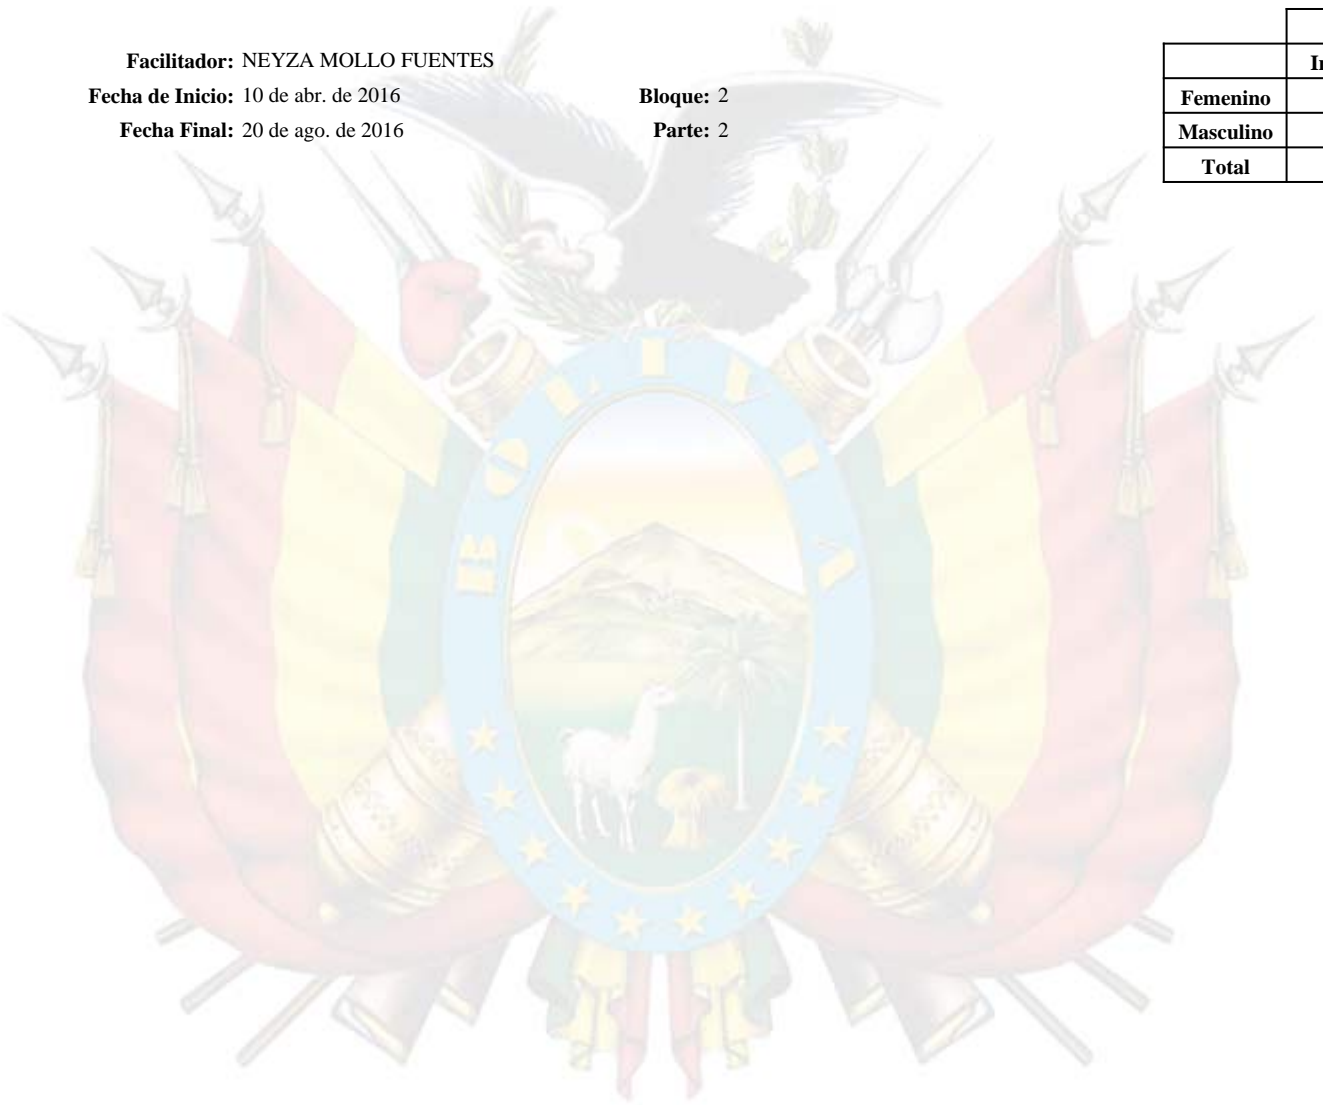 Facilitador: NEYZA MOLLO FUENTES
Fecha de Inicio: 10 de abr. de 2016 Bloque: 2
Fecha Final: 20 de ago. de 2016 Parte: 2
Femenino
Masculino
Total
BOLIVIA